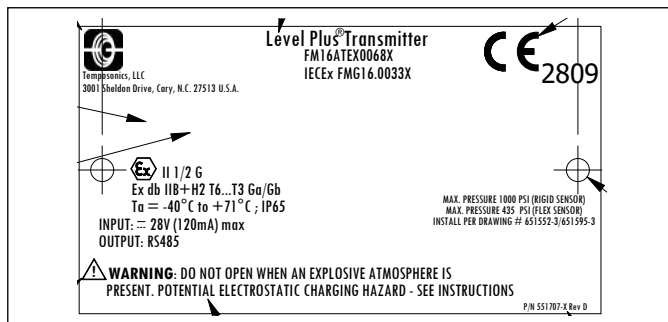 Level Plus® Transmitter
FM16ATEX0068X
IECEx FMG16.0033X
CE 2809
Temposonics, LLC
3001 Sheldon Drive, Cary, N.C. 27513 U.S.A.
Ex II 1/2 G
Ex db IIB+H2 T6...T3 Ga/Gb
Ta = -40°C to +71°C ; IP65
INPUT: ⎓ 28V (120mA) max
OUTPUT: RS485
MAX. PRESSURE 1000 PSI (RIGID SENSOR)
MAX. PRESSURE 435 PSI (FLEX SENSOR)
INSTALL PER DRAWING # 651552-3/651595-3
WARNING: DO NOT OPEN WHEN AN EXPLOSIVE ATMOSPHERE IS
PRESENT. POTENTIAL ELECTROSTATIC CHARGING HAZARD - SEE INSTRUCTIONS
P/N 551707-X Rev D